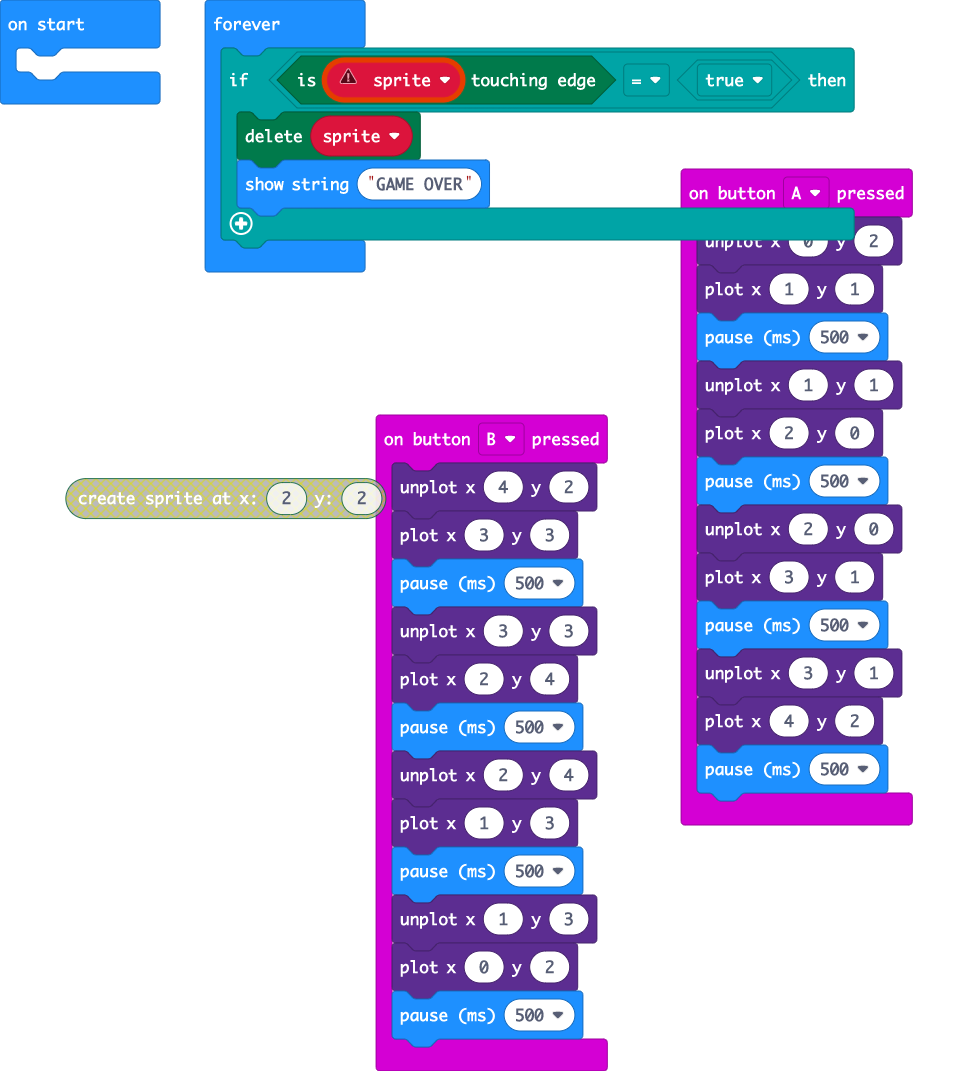 on start
forever
if is sprite touching edge = true then
delete sprite
show string "GAME OVER"
on button A pressed
unplot x 0 y 2
plot x 1 y 1
pause (ms) 500
unplot x 1 y 1
plot x 2 y 0
pause (ms) 500
unplot x 2 y 0
plot x 3 y 1
pause (ms) 500
unplot x 3 y 1
plot x 4 y 2
pause (ms) 500
create sprite at x: 2 y: 2
on button B pressed
unplot x 4 y 2
plot x 3 y 3
pause (ms) 500
unplot x 3 y 3
plot x 2 y 4
pause (ms) 500
unplot x 2 y 4
plot x 1 y 3
pause (ms) 500
unplot x 1 y 3
plot x 0 y 2
pause (ms) 500